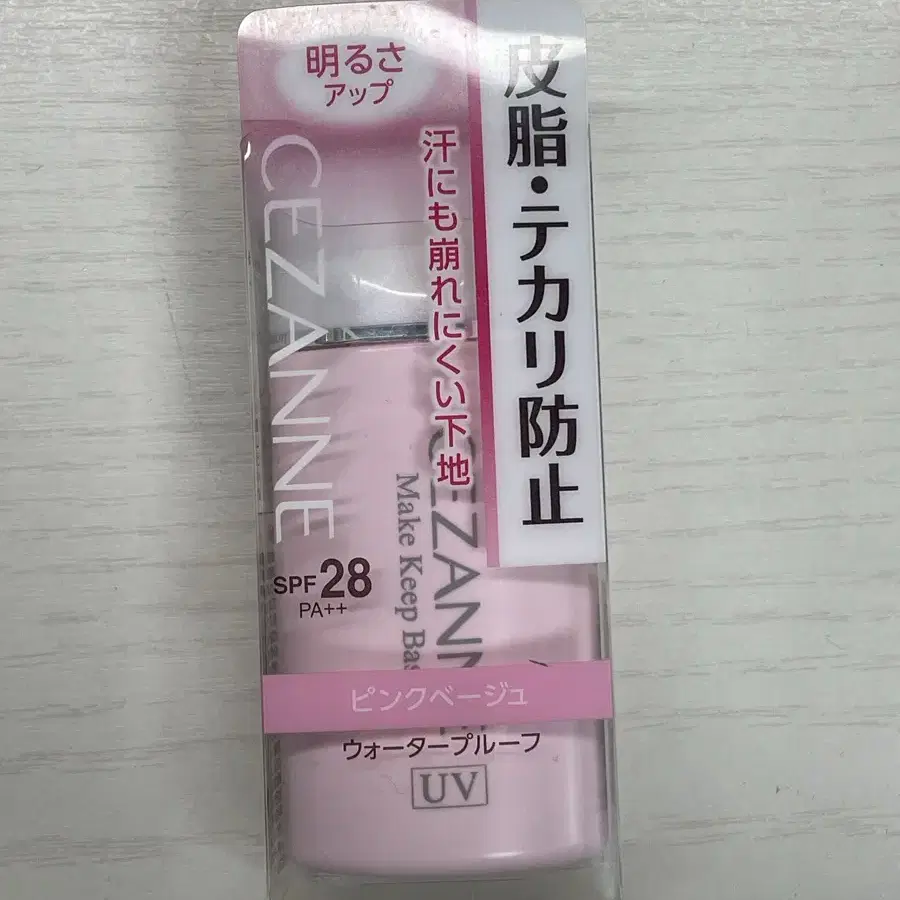 明るさ
アップ
皮脂・テカリ防止
汗にも崩れにくい下地
CEZANNE
CEZANN
Make Keep Bas
SPF 28
PA++
ピンクベージュ
ウォータープルーフ
UV